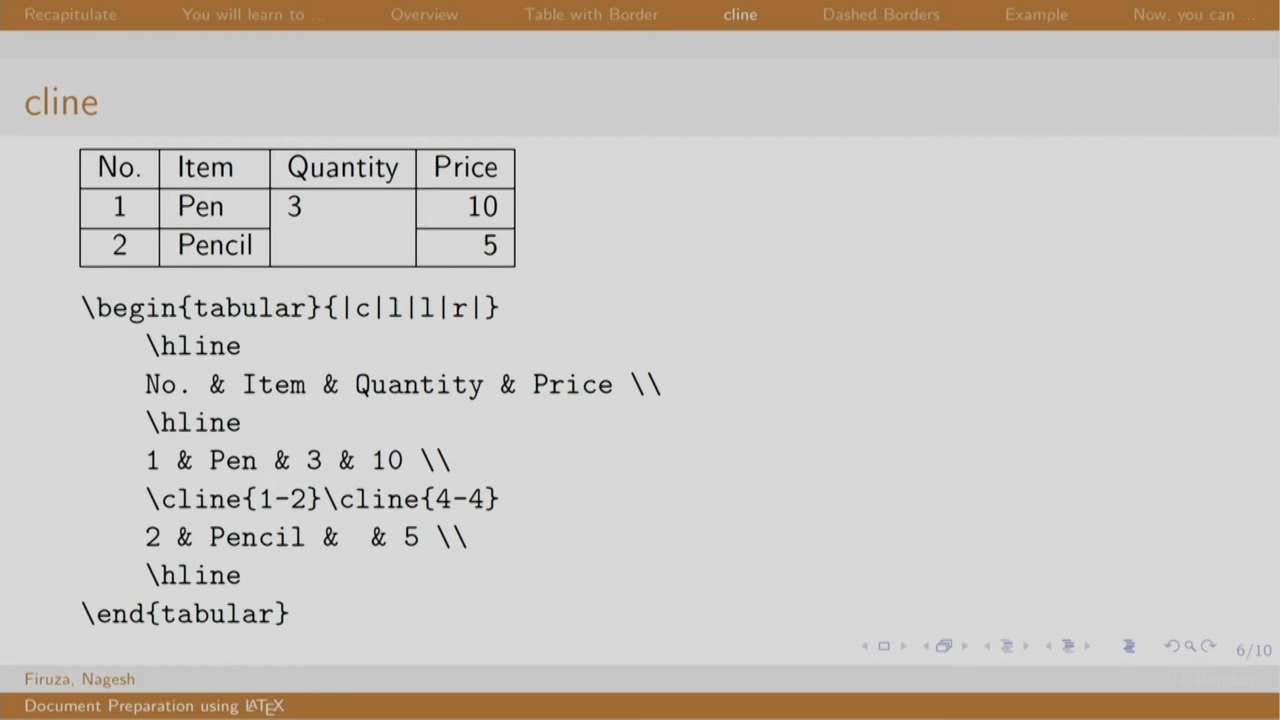 Recapitulate You will learn to ... Overview Table with Border cline Dashed Borders Example Now, you can ...
cline
No. Item Quantity Price
1 Pen 3 10
2 Pencil 5
\begin{tabular}{|c|l|l|r|}
\hline
No. & Item & Quantity & Price \\
\hline
1 & Pen & 3 & 10 \\
\cline{1-2}\cline{4-4}
2 & Pencil &  & 5 \\
\hline
\end{tabular}
6/10
Firuza, Nagesh
Document Preparation using LATEX